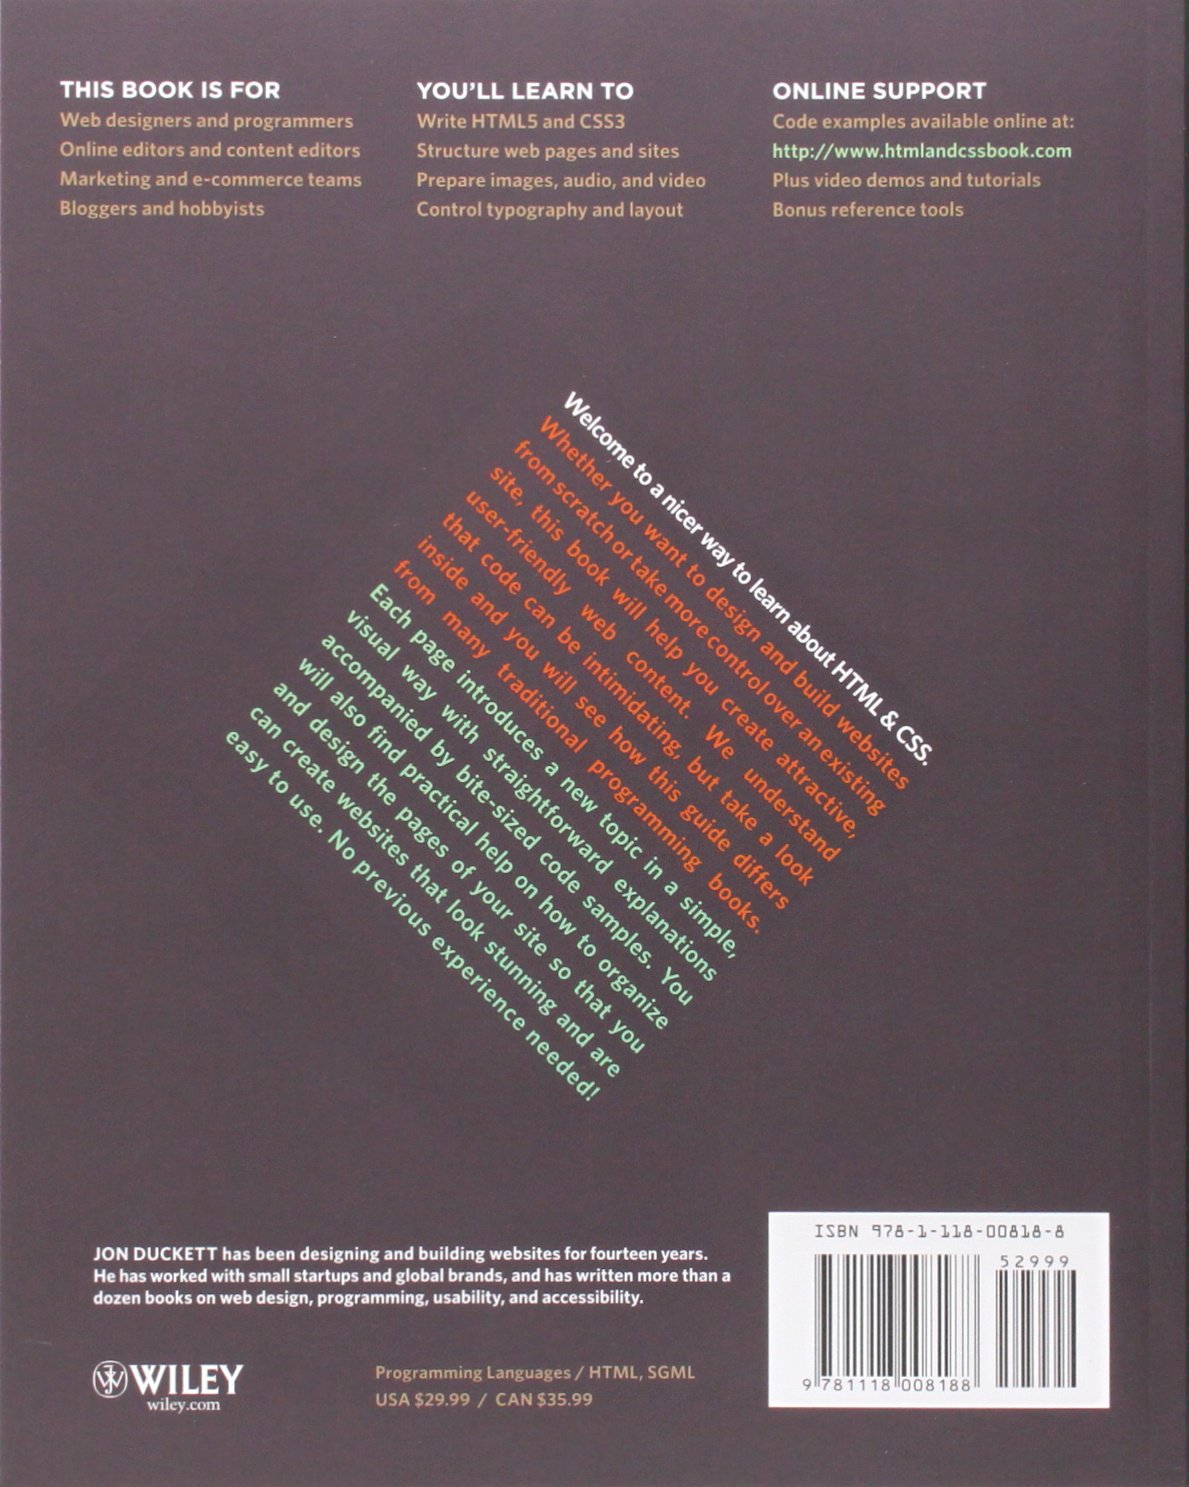 THIS BOOK IS FOR
Web designers and programmers
Online editors and content editors
Marketing and e-commerce teams
Bloggers and hobbyists
YOU'LL LEARN TO
Write HTML5 and CSS3
Structure web pages and sites
Prepare images, audio, and video
Control typography and layout
ONLINE SUPPORT
Code examples available online at:
http://www.htmlandcssbook.com
Plus video demos and tutorials
Bonus reference tools
Welcome to a nicer way to learn about HTML & CSS.
Whether you want to design and build websites
from scratch or take more control over an existing
site, this book will help you create attractive,
user-friendly web content. We understand
that code can be intimidating, but take a look
inside and you will see how this guide differs
from many traditional programming books.
Each page introduces a new topic in a simple,
visual way with straightforward explanations
accompanied by bite-sized code samples. You
will also find practical help on how to organize
and design the pages of your site so that you
can create websites that look stunning and are
easy to use. No previous experience needed!
JON DUCKETT has been designing and building websites for fourteen years.
He has worked with small startups and global brands, and has written more than a
dozen books on web design, programming, usability, and accessibility.
WILEY
wiley.com
Programming Languages / HTML, SGML
USA $29.99 / CAN $35.99
ISBN 978-1-118-00818-8
52999
9 781118 008188